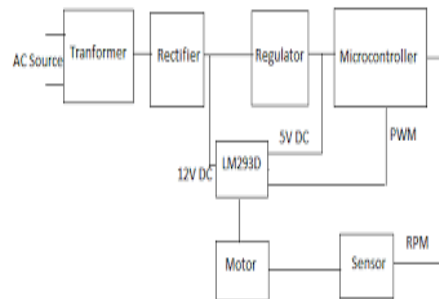 AC Source
Tranformer
Rectifier
Regulator
Microcontroller
5V DC
PWM
12V DC
LM293D
Motor
Sensor
RPM